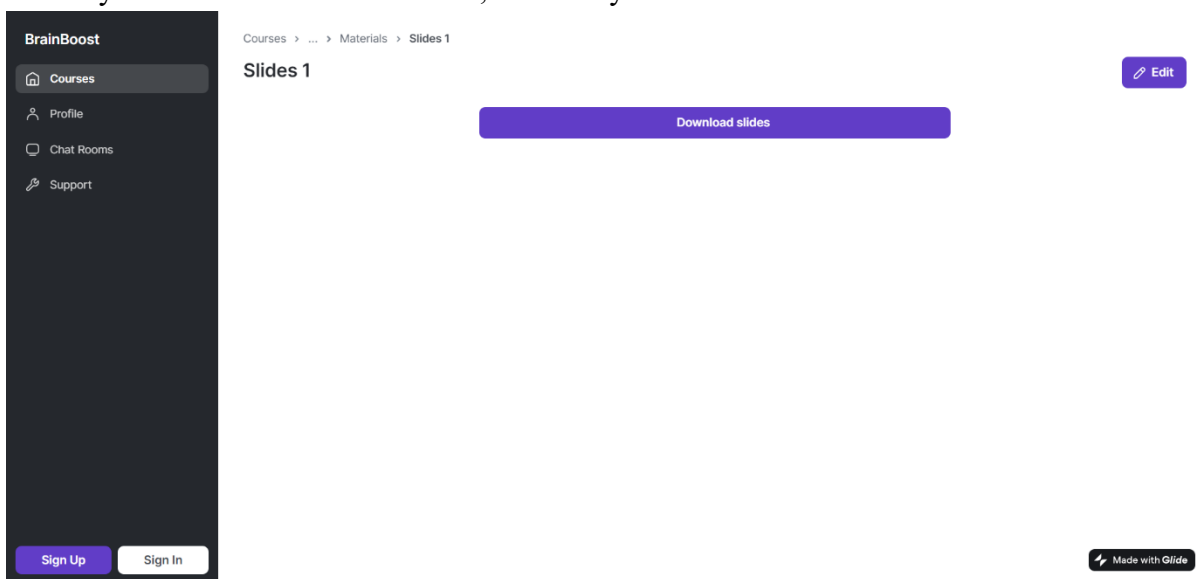 BrainBoost
Courses
Profile
Chat Rooms
Support
Sign Up
Sign In
Courses > ... > Materials > Slides 1
Slides 1
Edit
Download slides
Made with Glide